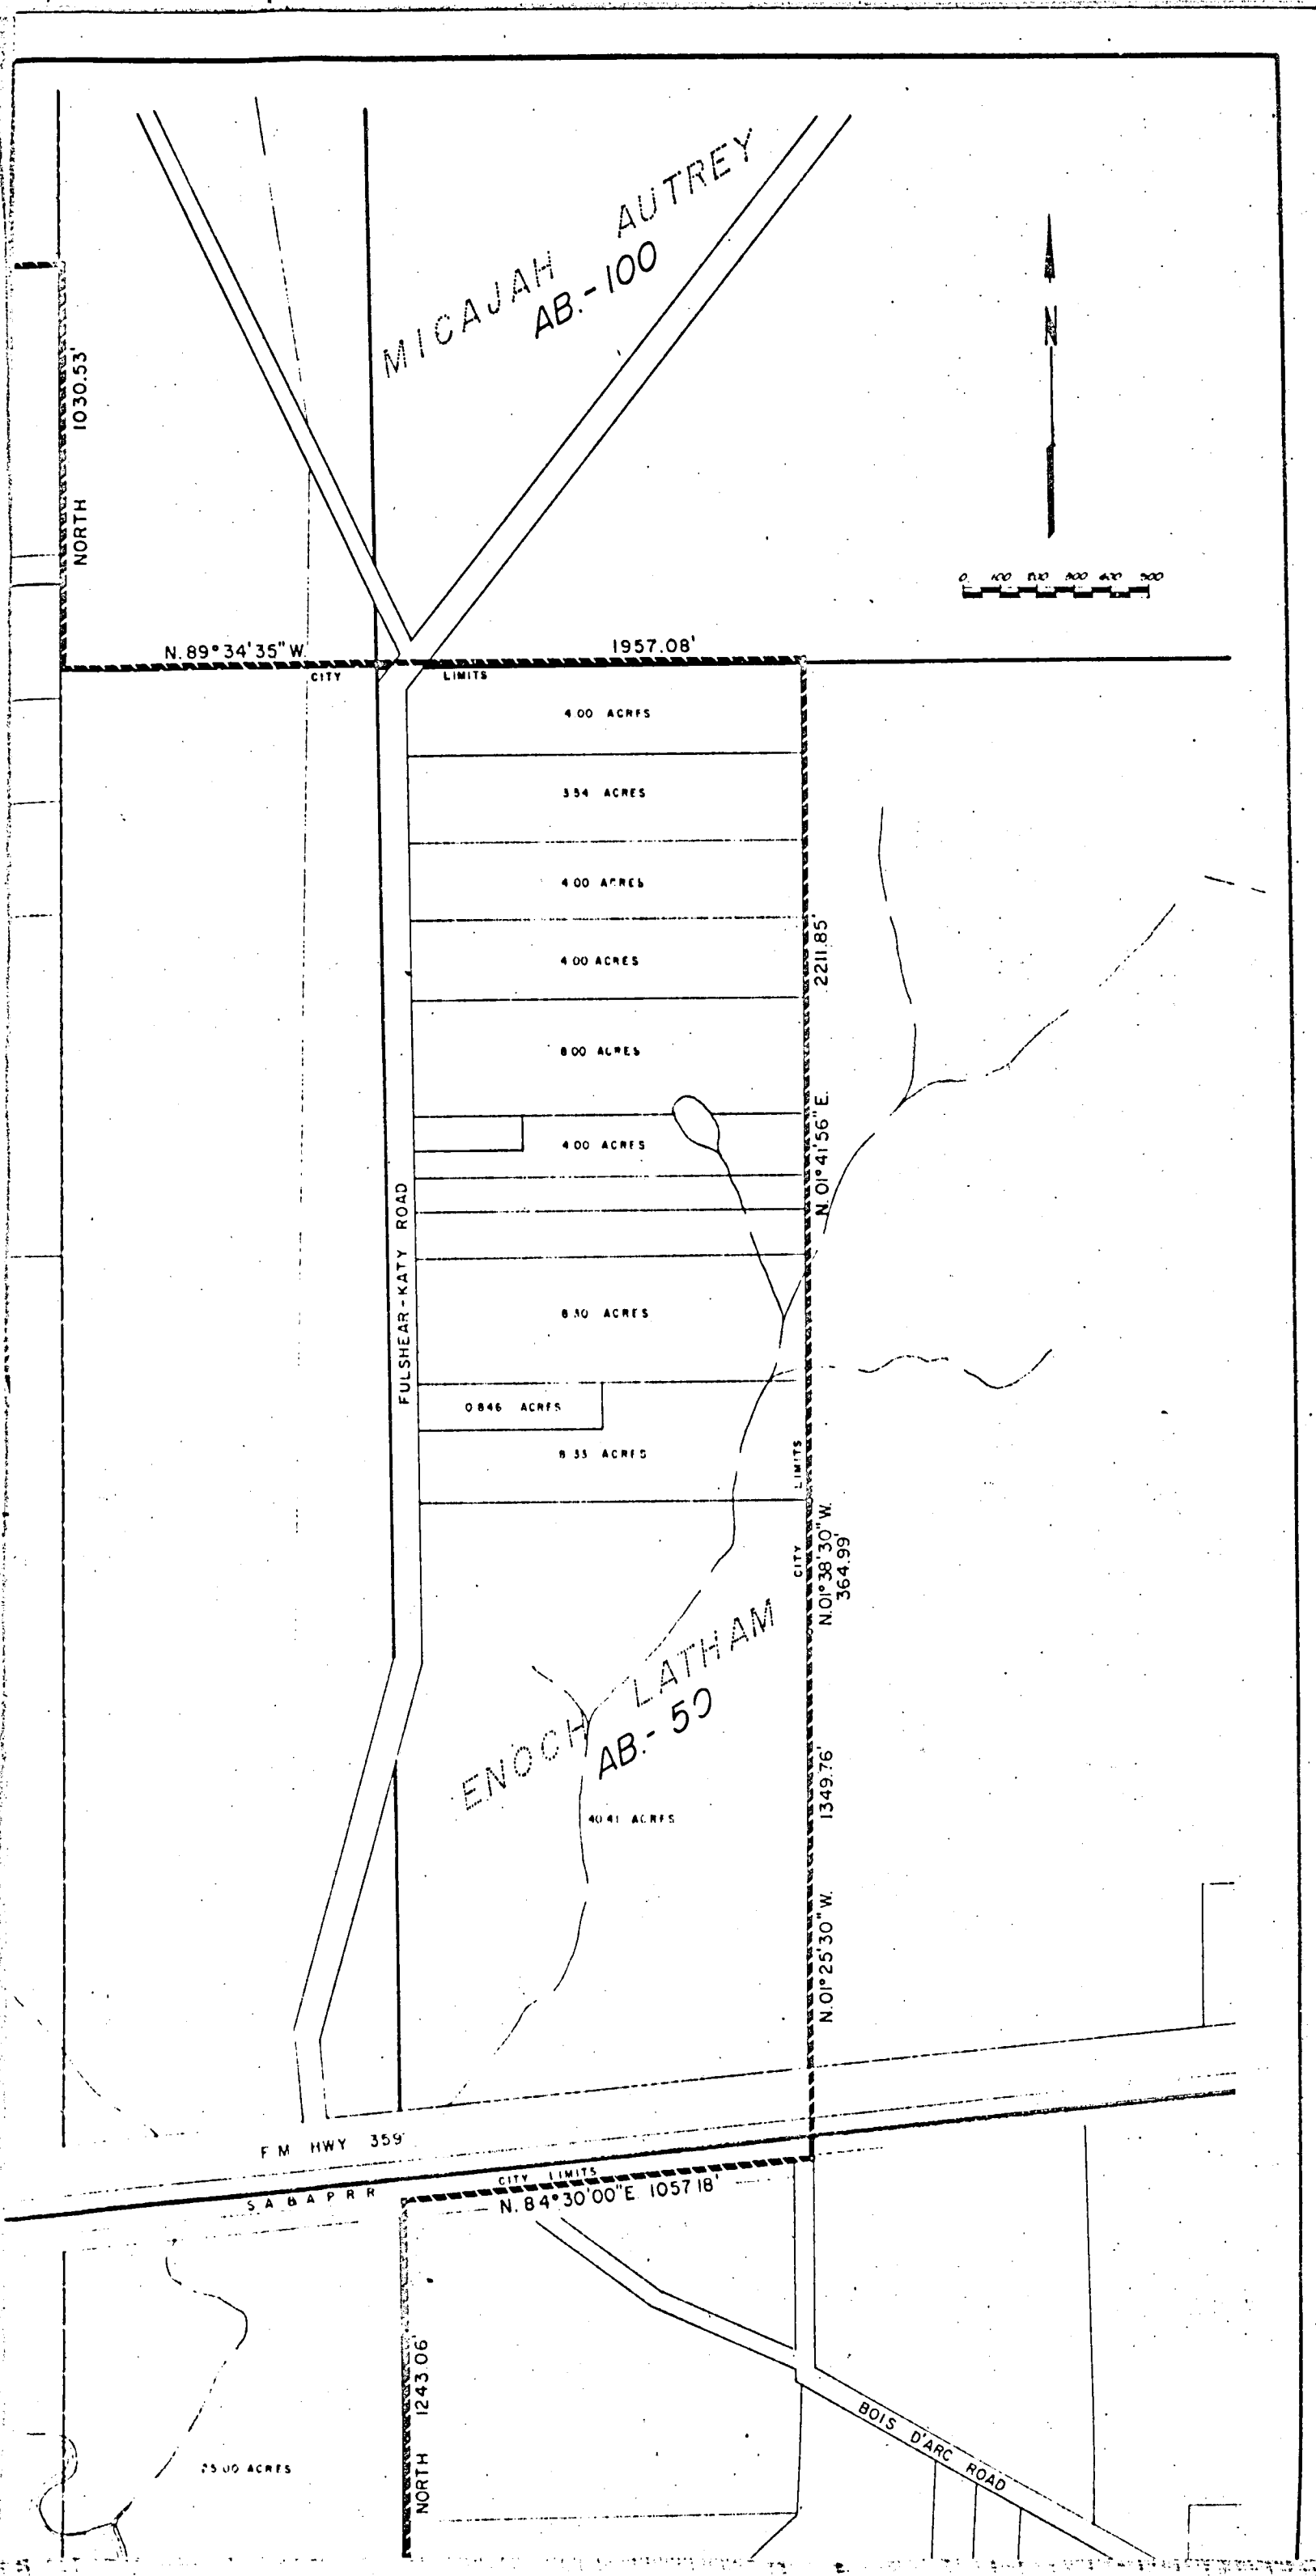 MICAJAH AUTREY
AB.-100
NORTH 1030.53'
N
0 100 200 300 400 500
N. 89°34'35" W. 1957.08'
CITY LIMITS
4.00 ACRES
3.54 ACRES
4.00 ACRES
4.00 ACRES
2211.85'
8.00 ACRES
N. 01°41'56" E.
4.00 ACRES
FULSHEAR-KATY ROAD
8.30 ACRES
0.846 ACRES
8.33 ACRES
CITY LIMITS
N.01°38'30" W.
364.99'
ENOCH LATHAM
AB.- 50
1349.76'
40.41 ACRES
N.01°25'30" W.
F M HWY 359
S A & A P R R
CITY LIMITS
N. 84°30'00" E. 1057.18'
NORTH 1243.06'
BOIS D'ARC ROAD
25.00 ACRES